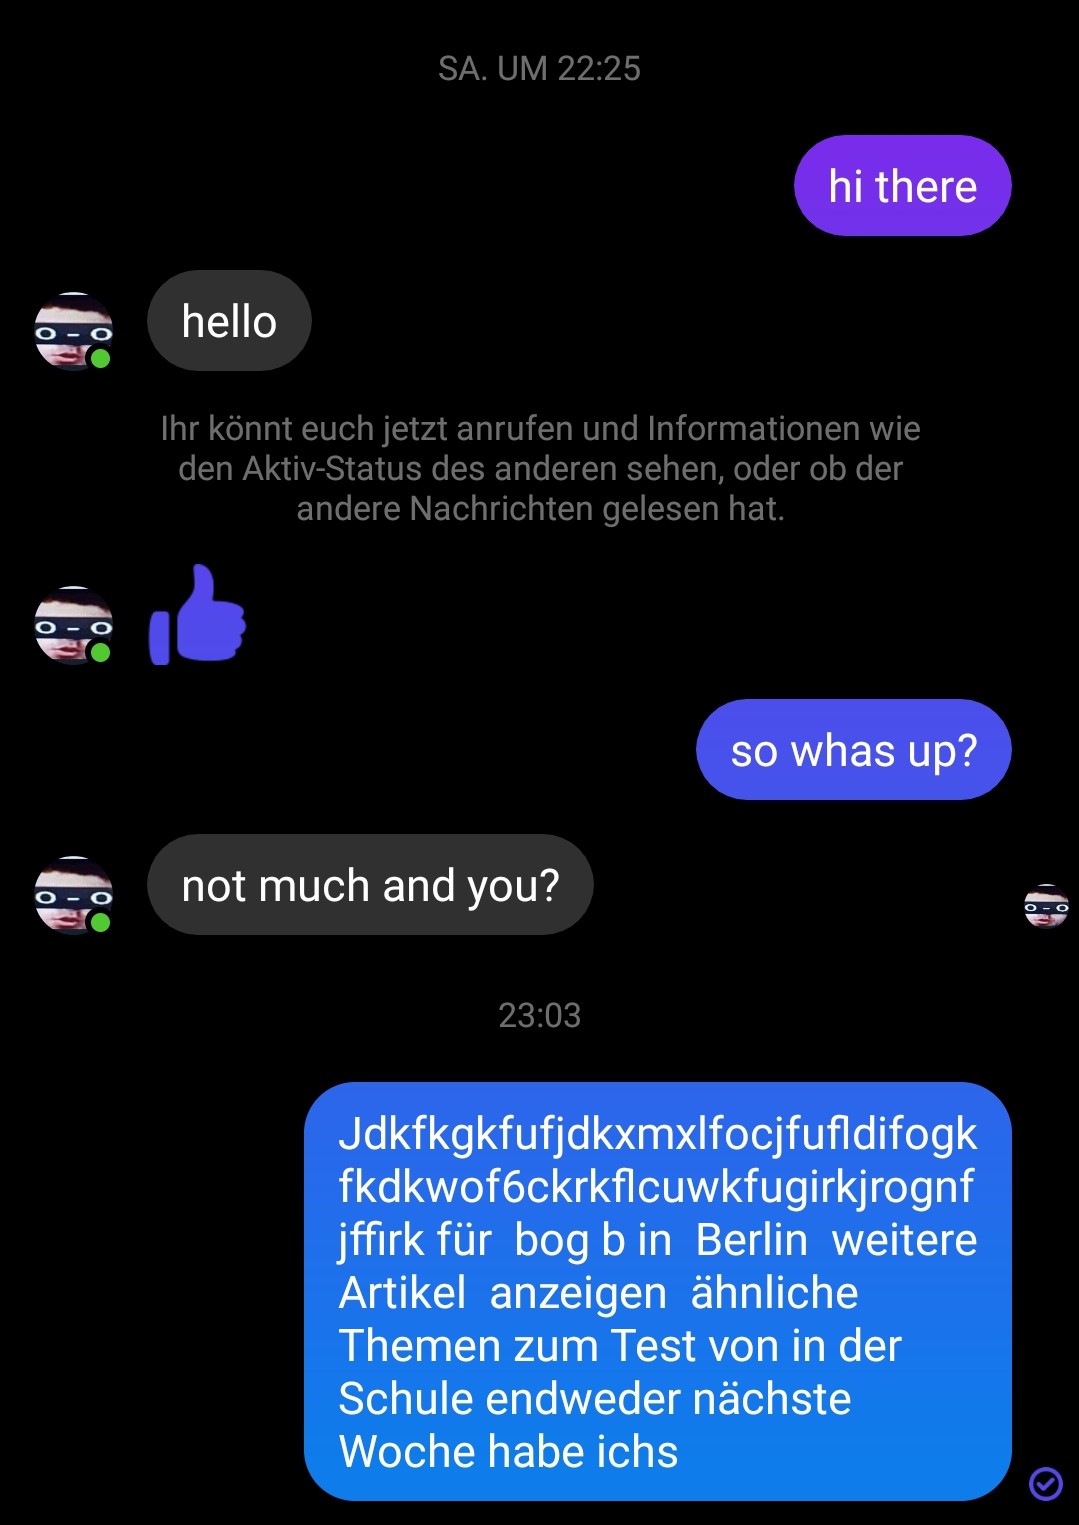 SA. UM 22:25
hi there
hello
Ihr könnt euch jetzt anrufen und Informationen wie
den Aktiv-Status des anderen sehen, oder ob der
andere Nachrichten gelesen hat.
so whas up?
not much and you?
23:03
Jdkfkgkfufjdkxmxlfocjfufldifogk
fkdkwof6ckrkflcuwkfugirkjrognf
jffirk für  bog b in  Berlin  weitere
Artikel  anzeigen  ähnliche
Themen zum Test von in der
Schule endweder nächste
Woche habe ichs